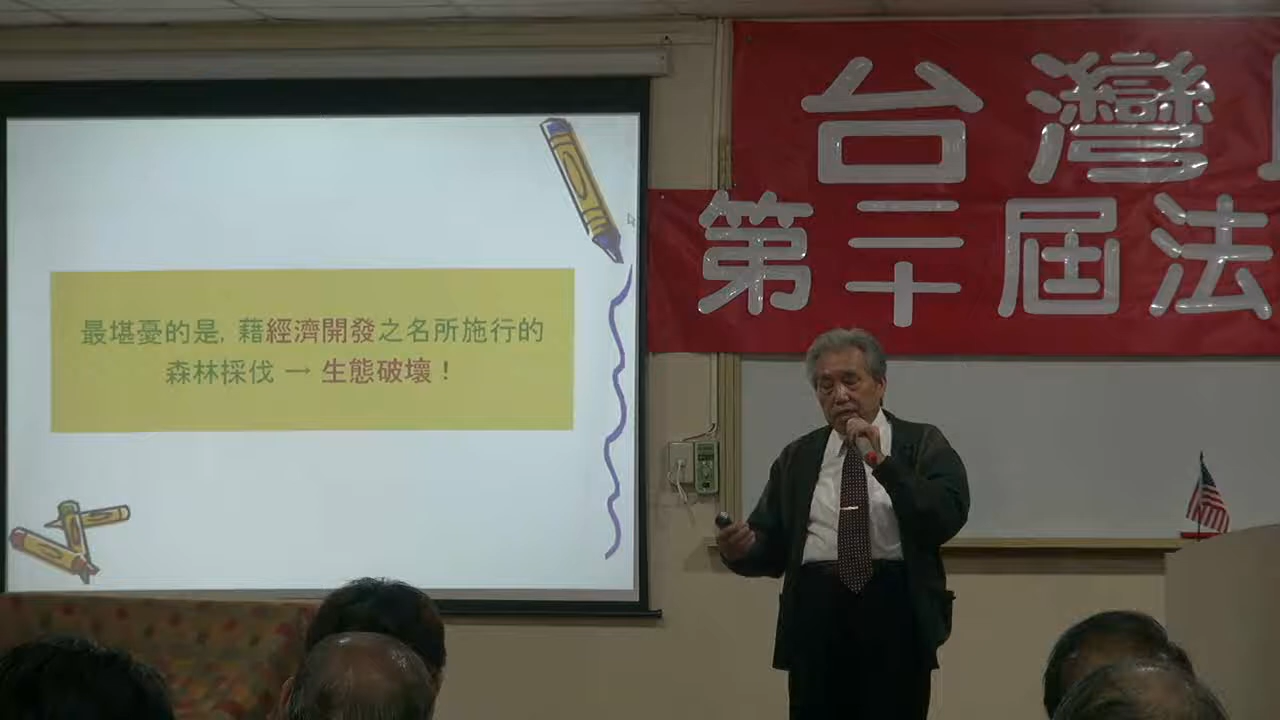 最堪憂的是, 藉經濟開發之名所施行的
森林採伐 → 生態破壞！
台灣
第二十屆法